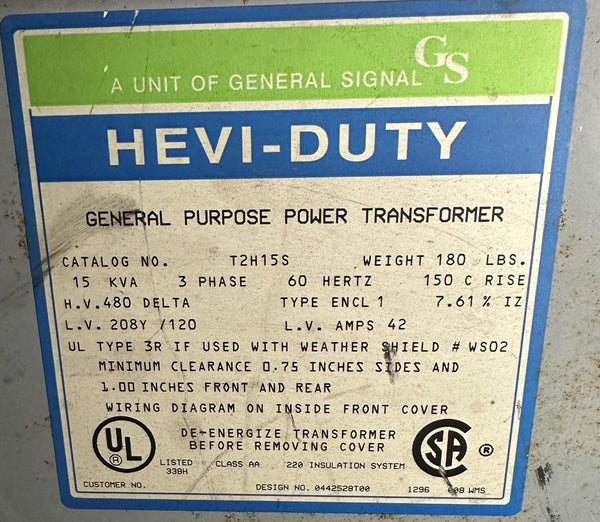 GS
A UNIT OF GENERAL SIGNAL
HEVI-DUTY
GENERAL PURPOSE POWER TRANSFORMER
CATALOG NO. T2H15S WEIGHT 180 LBS.
15 KVA 3 PHASE 60 HERTZ 150 C RISE
H.V. 480 DELTA TYPE ENCL 1 7.61 % IZ
L.V. 208Y /120 L.V. AMPS 42
UL TYPE 3R IF USED WITH WEATHER SHIELD # WS02
MINIMUM CLEARANCE 0.75 INCHES SIDES AND
1.00 INCHES FRONT AND REAR
WIRING DIAGRAM ON INSIDE FRONT COVER
UL ® DE-ENERGIZE TRANSFORMER SA ®
BEFORE REMOVING COVER
LISTED CLASS AA 220 INSULATION SYSTEM
338H
CUSTOMER NO. DESIGN NO. 0442528T00 1296 WMS